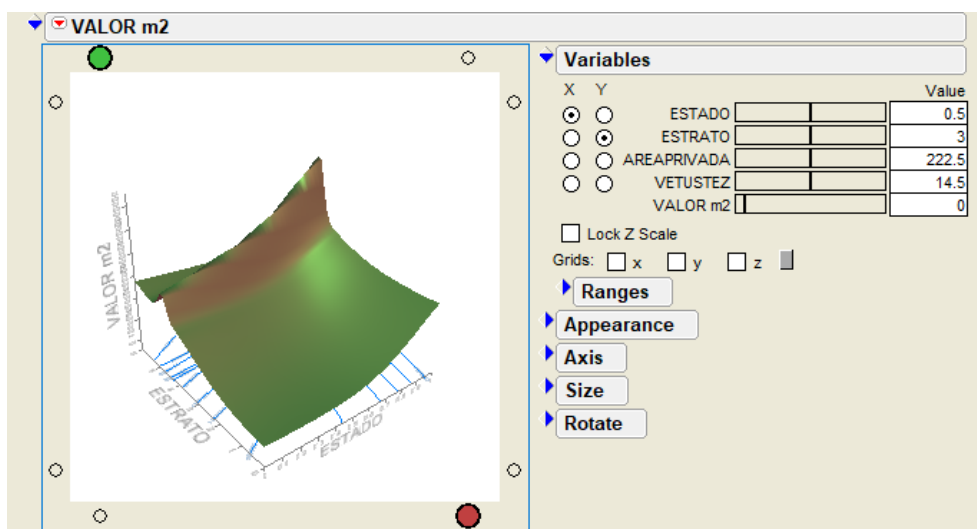 VALOR m2
Variables
X Y Value
ESTADO 0.5
ESTRATO 3
AREAPRIVADA 222.5
VETUSTEZ 14.5
VALOR m2 0
Lock Z Scale
Grids: x y z
Ranges
Appearance
Axis
Size
Rotate
VALOR m2
ESTRATO
ESTADO